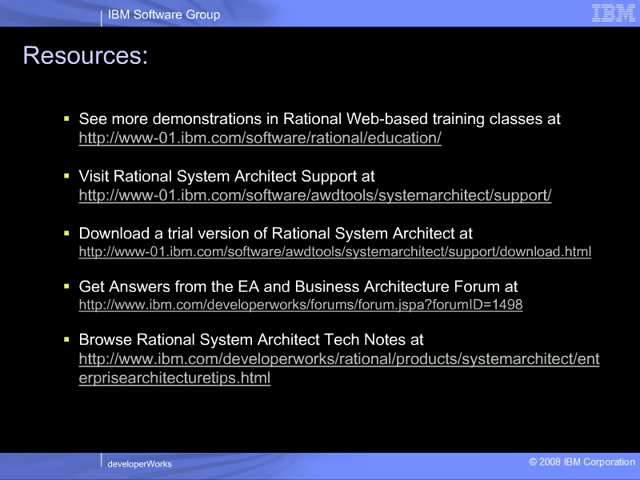 IBM Software Group
IBM
Resources:
See more demonstrations in Rational Web-based training classes at
http://www-01.ibm.com/software/rational/education/
Visit Rational System Architect Support at
http://www-01.ibm.com/software/awdtools/systemarchitect/support/
Download a trial version of Rational System Architect at
http://www-01.ibm.com/software/awdtools/systemarchitect/support/download.html
Get Answers from the EA and Business Architecture Forum at
http://www.ibm.com/developerworks/forums/forum.jspa?forumID=1498
Browse Rational System Architect Tech Notes at
http://www.ibm.com/developerworks/rational/products/systemarchitect/ent
erprisearchitecturetips.html
developerWorks
© 2008 IBM Corporation